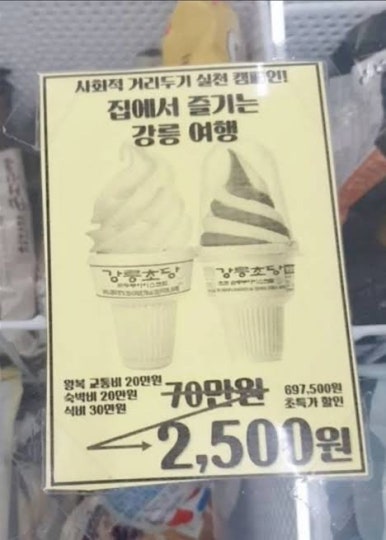 사회적 거리두기 실천 캠페인!
집에서 즐기는
강릉 여행
강릉초당
강릉초당
왕복 교통비 20만원
숙박비 20만원
식비 30만원
70만원
697,500원
초특가 할인
2,500원